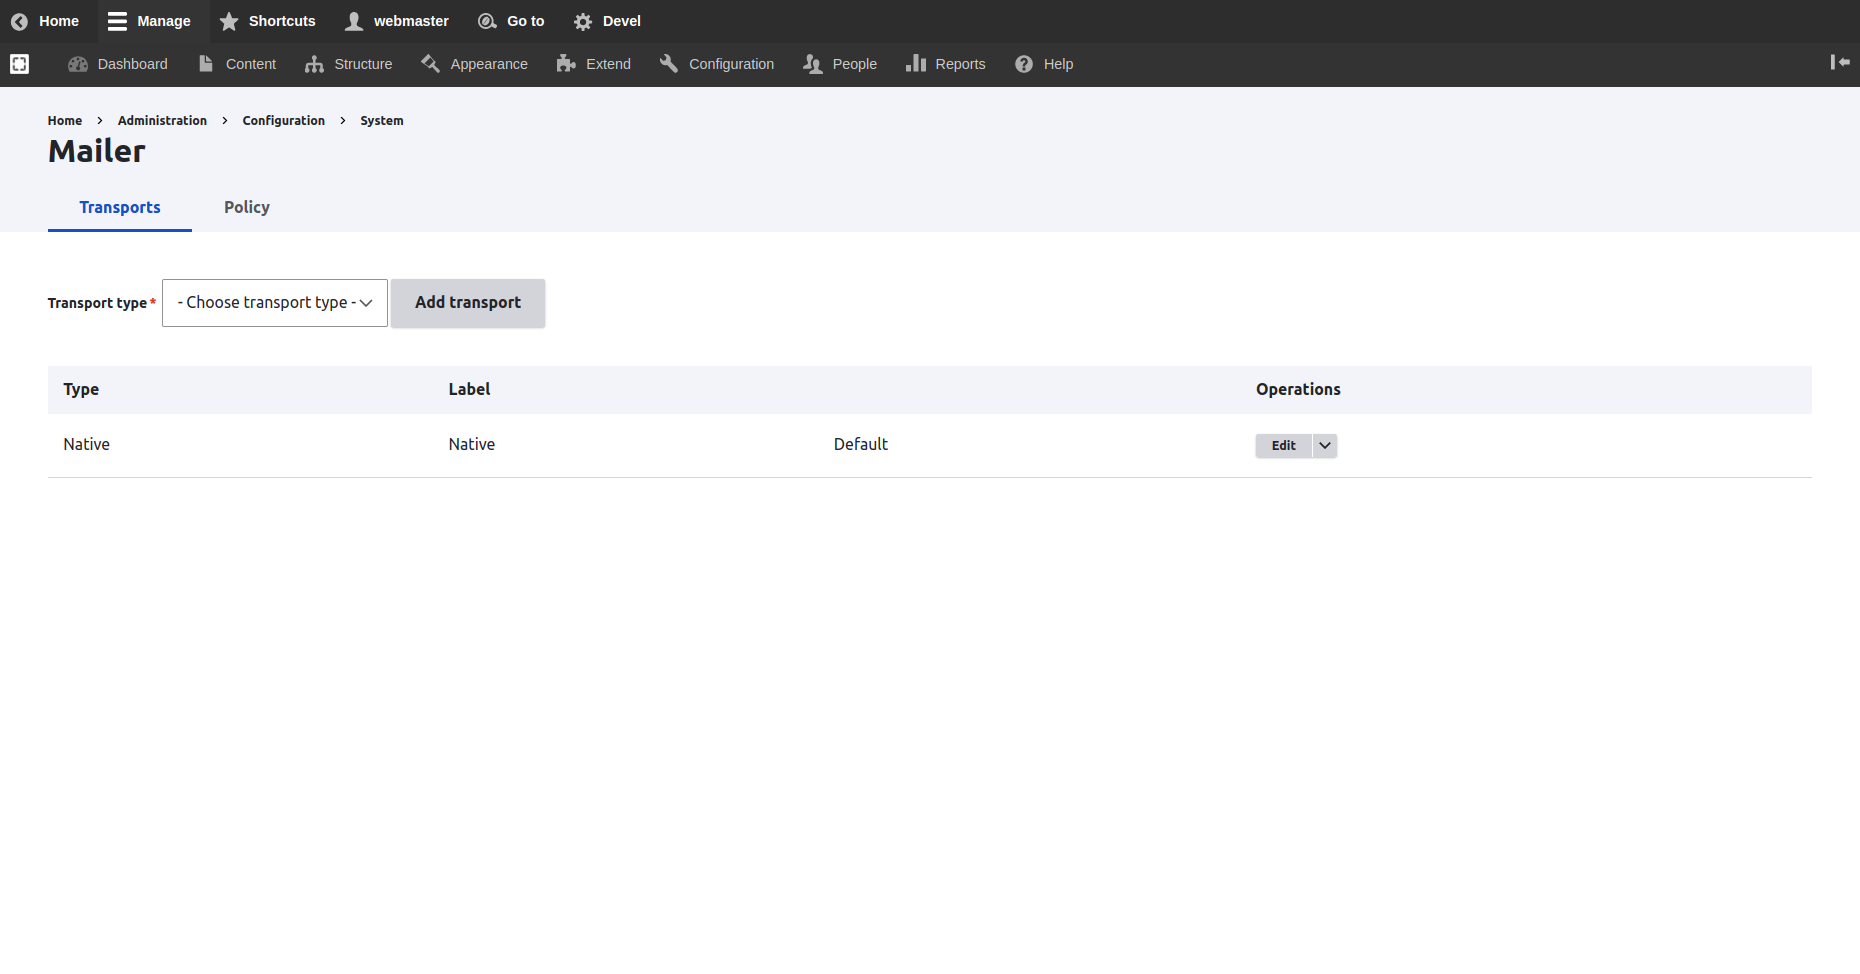 Home Manage Shortcuts webmaster Go to Devel
Dashboard Content Structure Appearance Extend Configuration People Reports Help
Home › Administration › Configuration › System
Mailer
Transports Policy
Transport type * - Choose transport type - Add transport
Type Label Operations
Native Native Default Edit